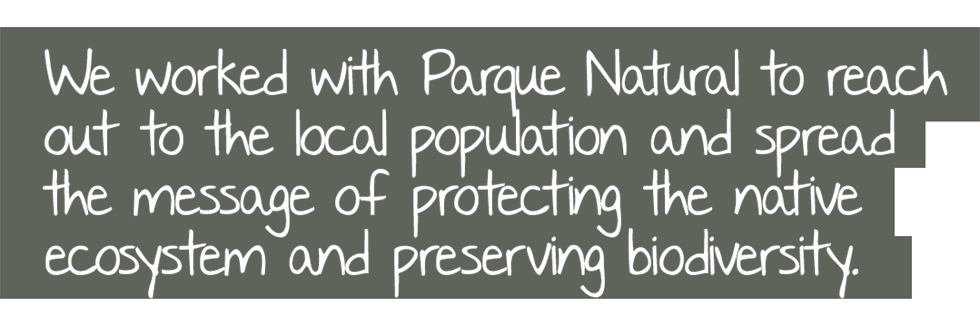 We worked with Parque Natural to reach
out to the local population and spread
the message of protecting the native
ecosystem and preserving biodiversity.